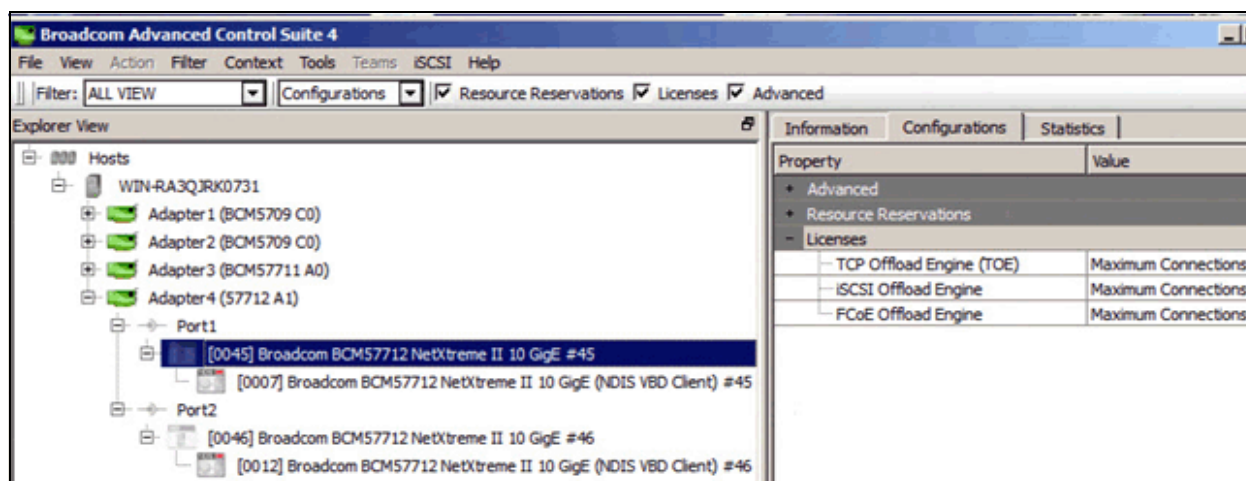 Broadcom Advanced Control Suite 4
File View Action Filter Context Tools Teams iSCSI Help
Filter: ALL VIEW Configurations Resource Reservations Licenses Advanced
Explorer View
Hosts
WIN-RA3QJRK0731
Adapter1 (BCM5709 C0)
Adapter2 (BCM5709 C0)
Adapter3 (BCM57711 A0)
Adapter4 (57712 A1)
Port1
[0045] Broadcom BCM57712 NetXtreme II 10 GigE #45
[0007] Broadcom BCM57712 NetXtreme II 10 GigE (NDIS VBD Client) #45
Port2
[0046] Broadcom BCM57712 NetXtreme II 10 GigE #46
[0012] Broadcom BCM57712 NetXtreme II 10 GigE (NDIS VBD Client) #46
Information Configurations Statistics
Property Value
Advanced
Resource Reservations
Licenses
TCP Offload Engine (TOE) Maximum Connections
iSCSI Offload Engine Maximum Connections
FCoE Offload Engine Maximum Connections